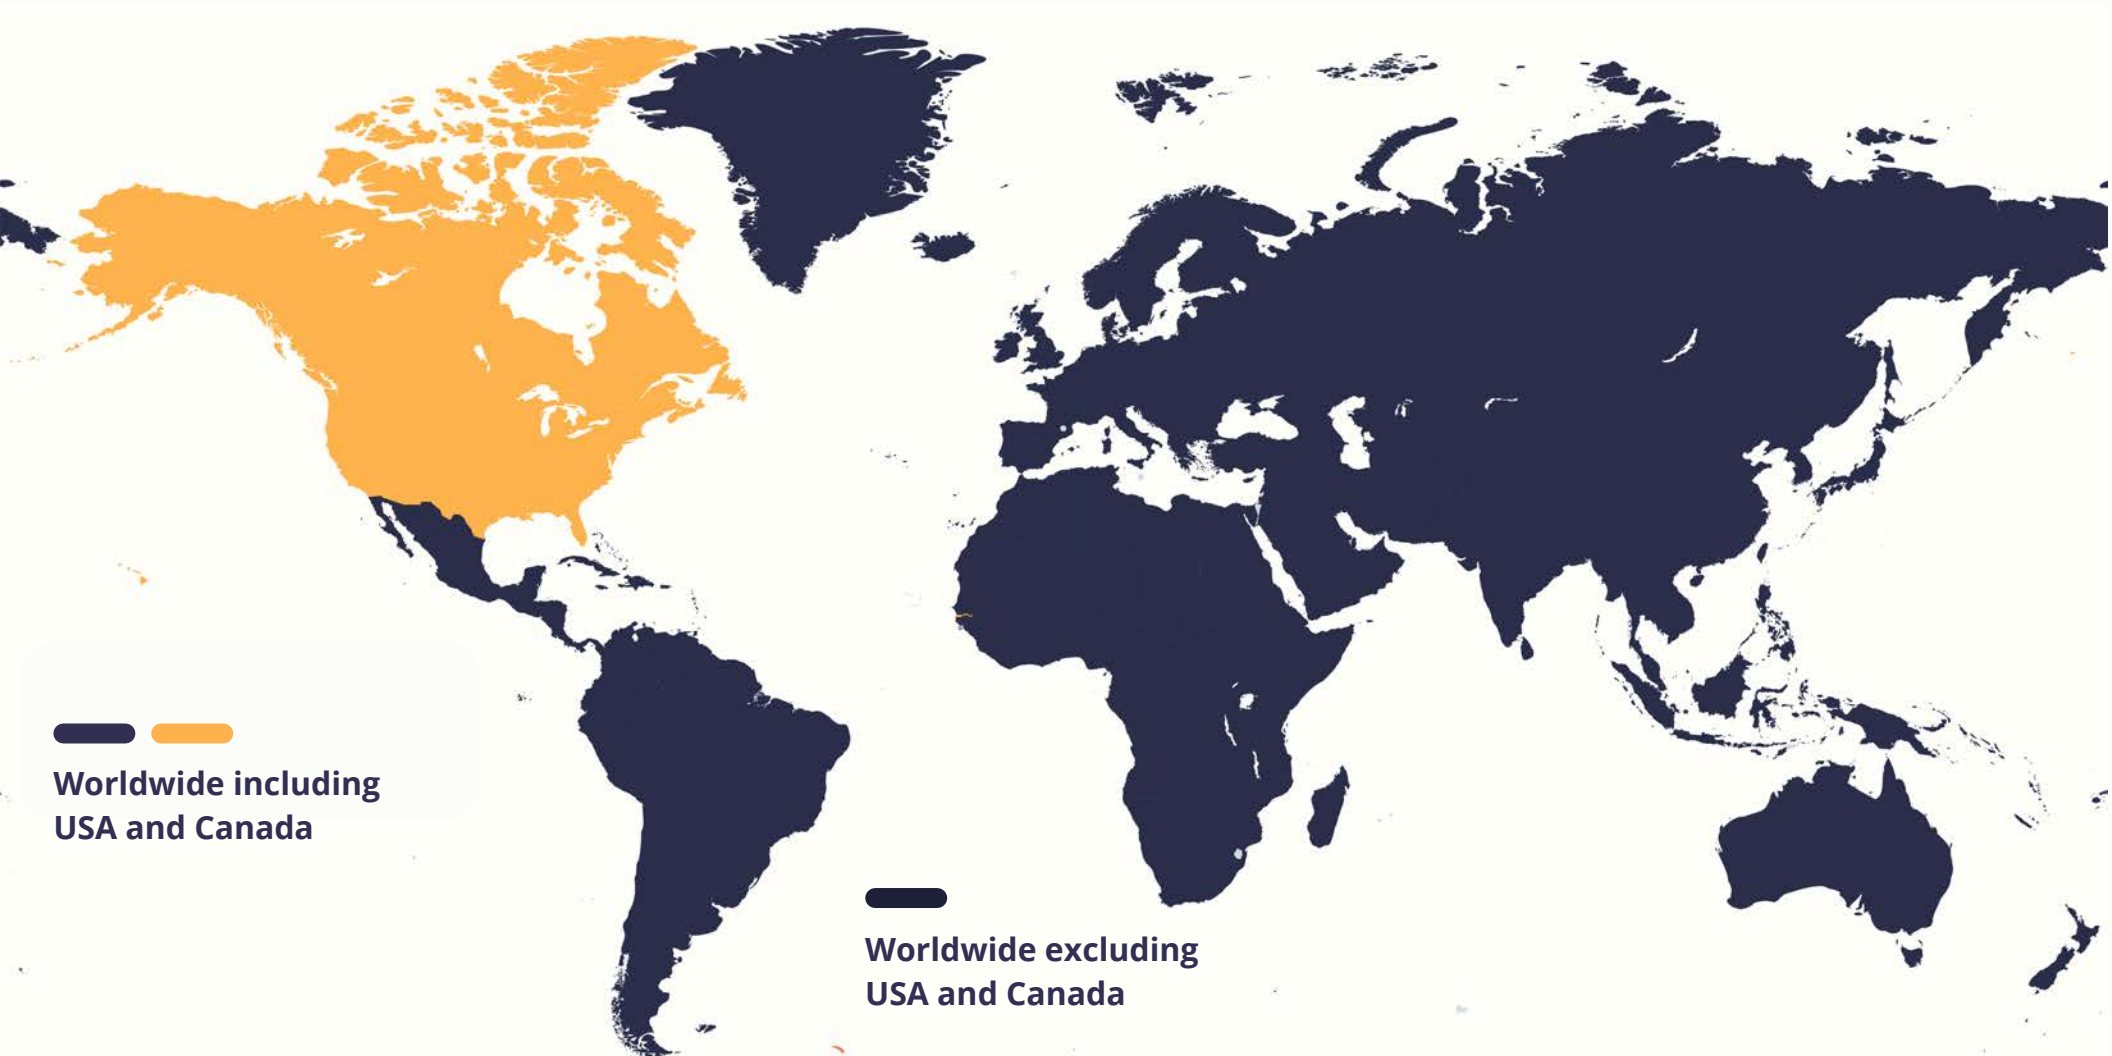 Worldwide including
USA and Canada
Worldwide excluding
USA and Canada